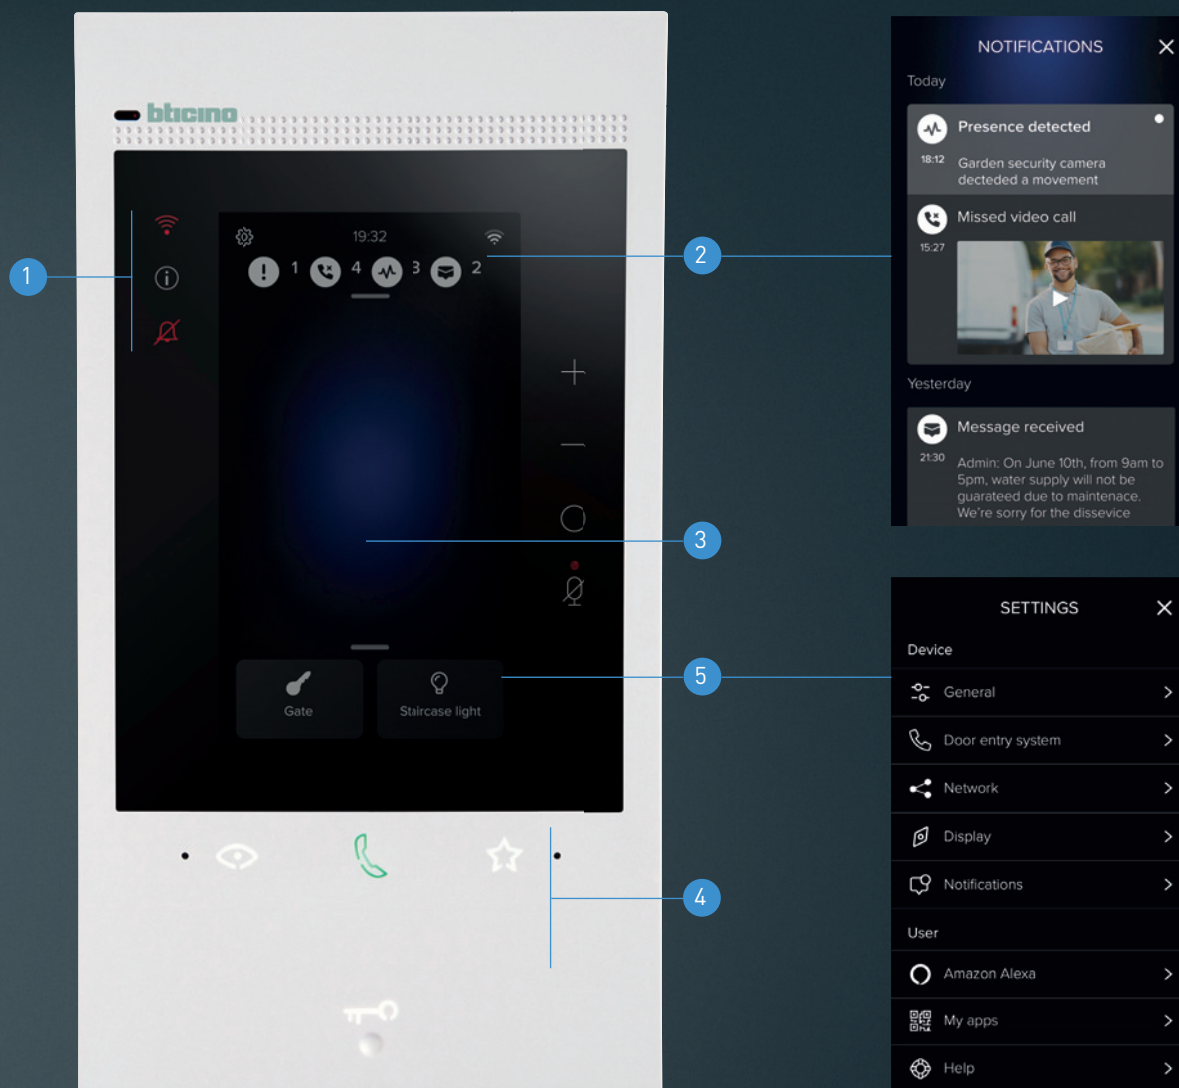 bticino
19:32
1 4 3 2
Gate
Staircase light
1
2
3
5
4
NOTIFICATIONS
Today
Presence detected
18:12
Garden security camera
decteded a movement
Missed video call
15:27
Yesterday
Message received
21:30
Admin: On June 10th, from 9am to
5pm, water supply will not be
guarateed due to maintenace.
We're sorry for the dissevice
SETTINGS
Device
General
Door entry system
Network
Display
Notifications
User
Amazon Alexa
My apps
Help